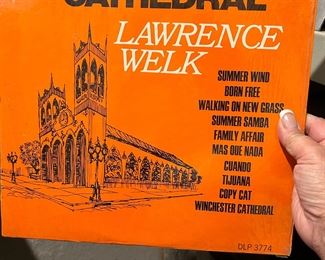 CATHEDRAL
LAWRENCE
WELK
SUMMER WIND
BORN FREE
WALKING ON NEW GRASS
SUMMER SAMBA
FAMILY AFFAIR
MAS QUE NADA
CUANDO
TIJUANA
COPY CAT
WINCHESTER CATHEDRAL
DLP 3774